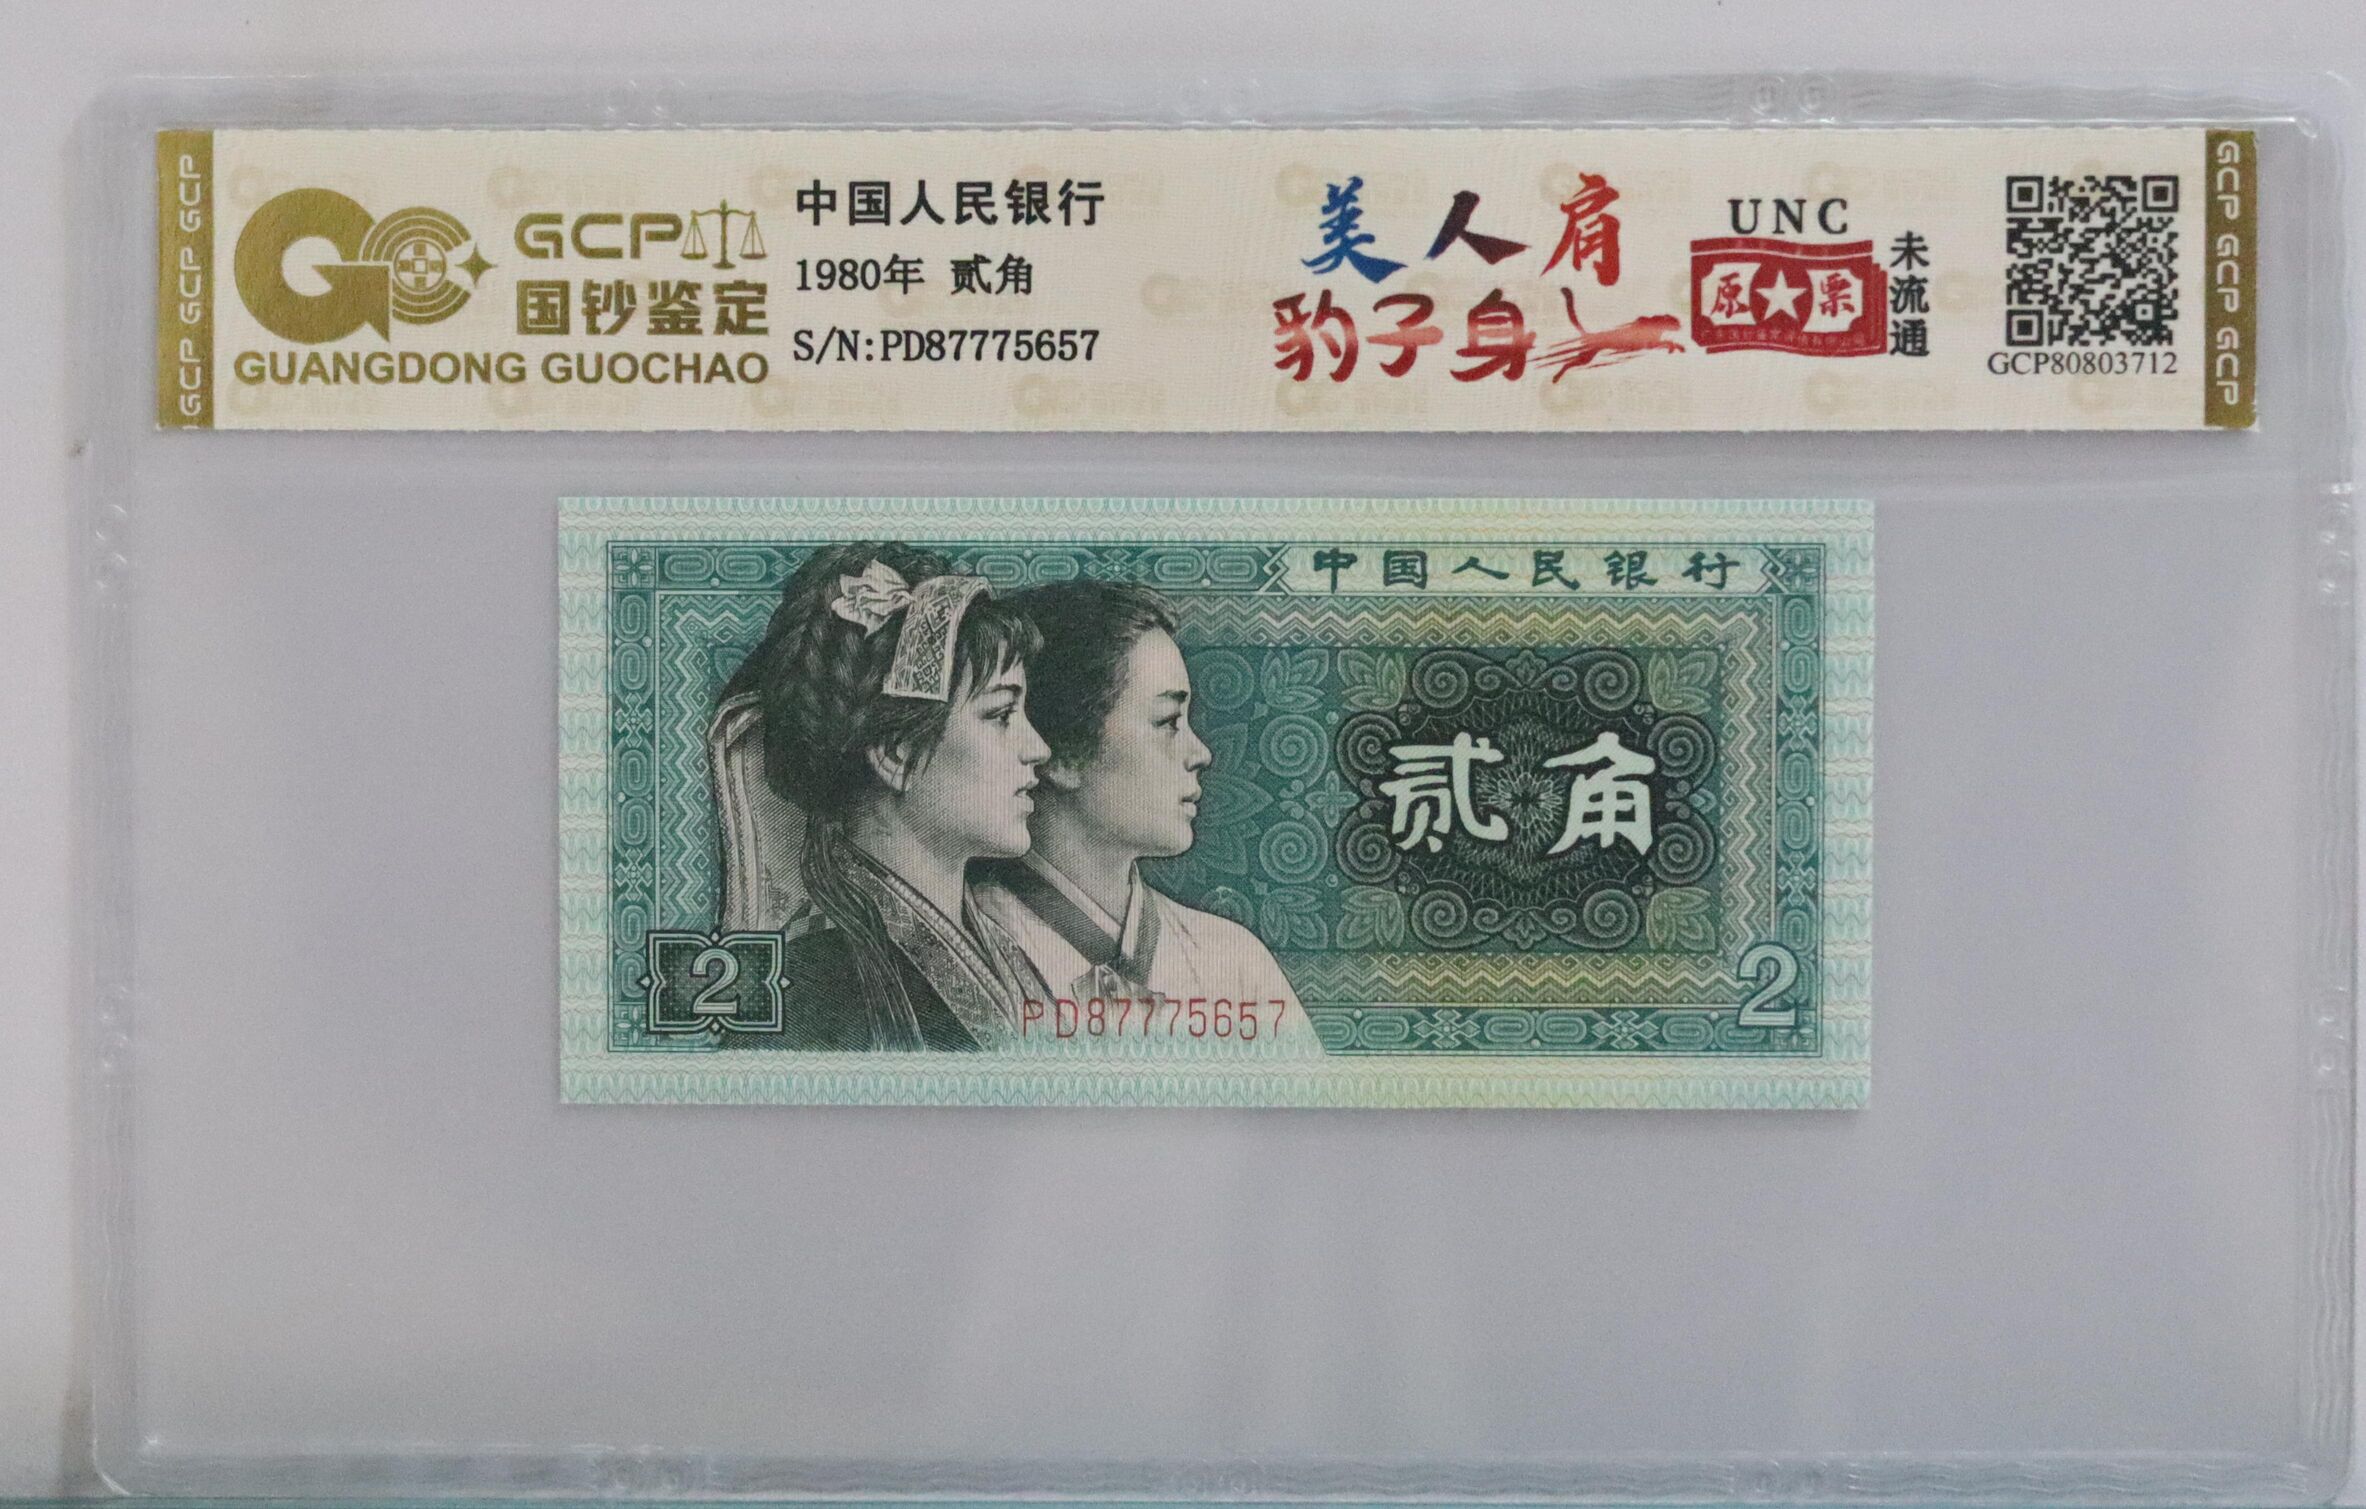 GCP GCP GCP
GCP
国钞鉴定
GUANGDONG GUOCHAO
中国人民银行
1980年 贰角
S/N:PD87775657
美人肩
豹子身
UNC
原★票
未流通
GCP80803712
GCP GCP GCP
中国人民银行
贰角
2
PD87775657
2